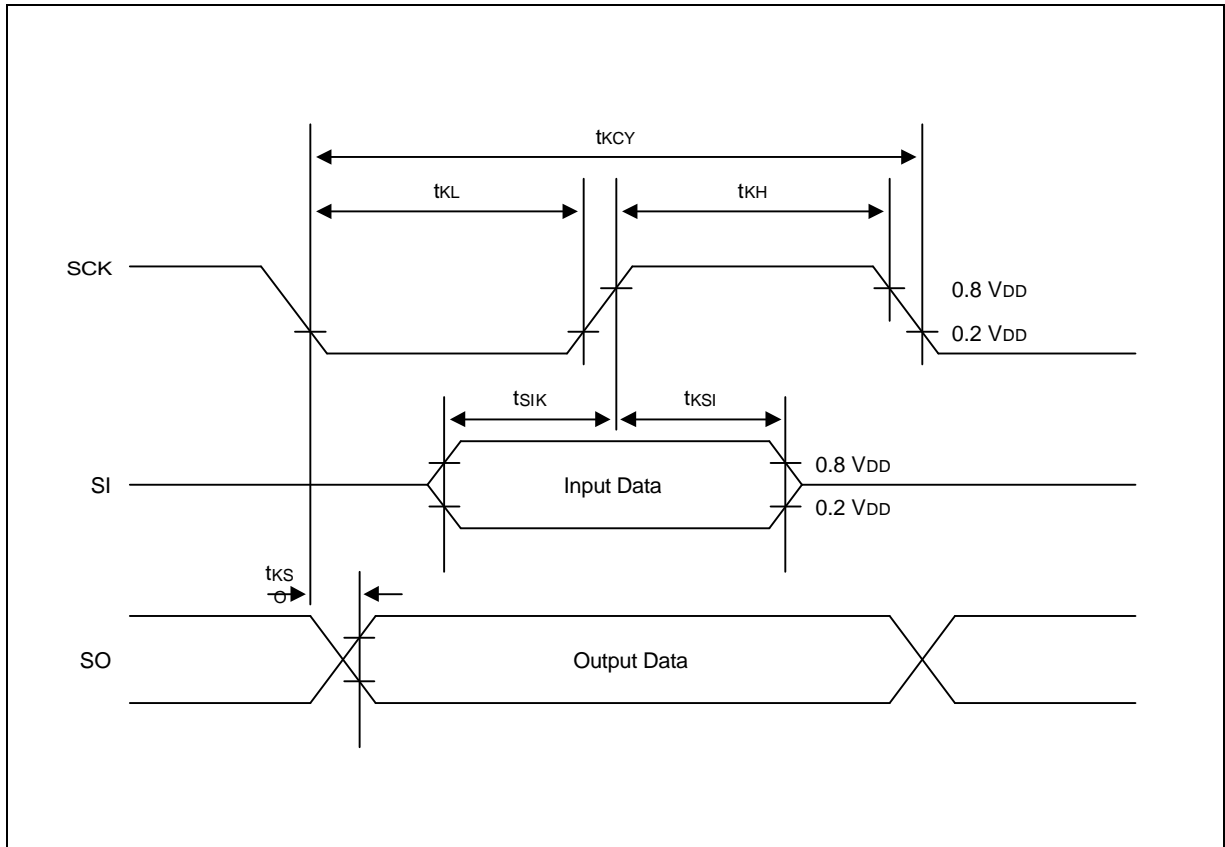 tKCY
tKL
tKH
SCK
0.8 VDD
0.2 VDD
tSIK
tKSI
SI
Input Data
0.8 VDD
0.2 VDD
tKS
O
SO
Output Data